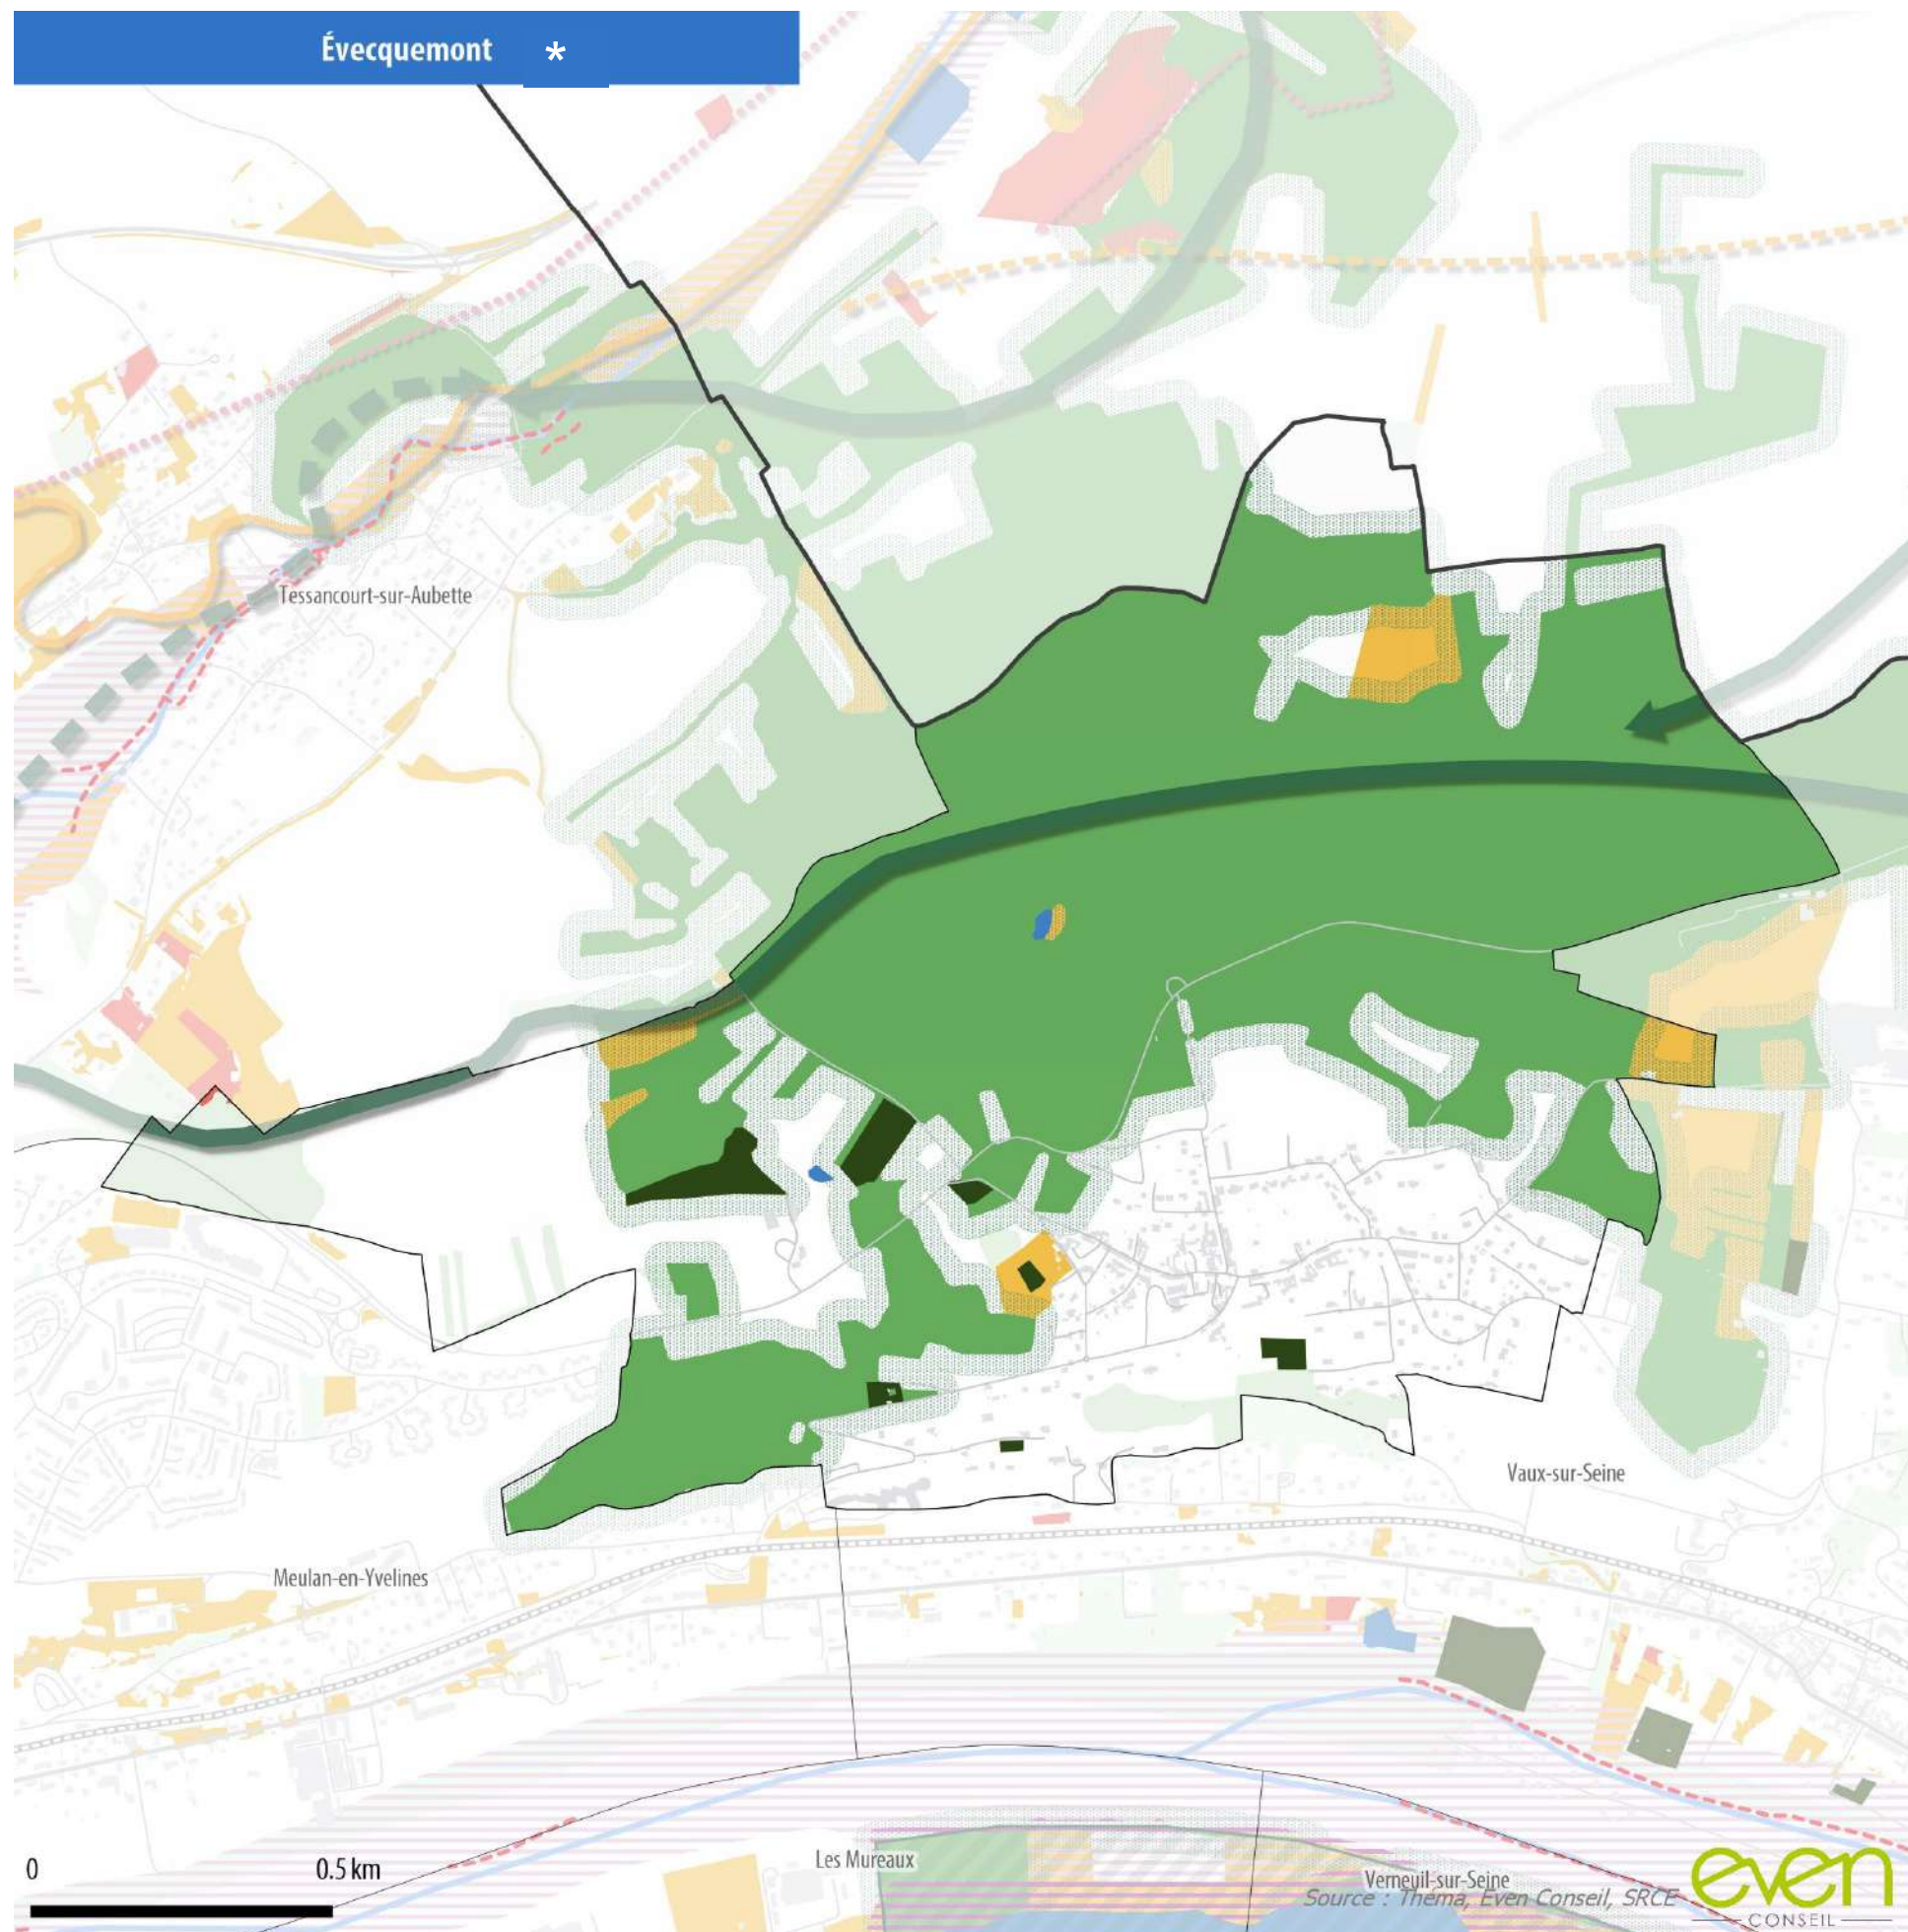 Évecquemont *
Tessancourt-sur-Aubette
Vaux-sur-Seine
Meulan-en-Yvelines
Les Mureaux
Verneuil-sur-Seine
0 0.5 km
Source : Théma, Even Conseil, SRCE
even
CONSEIL